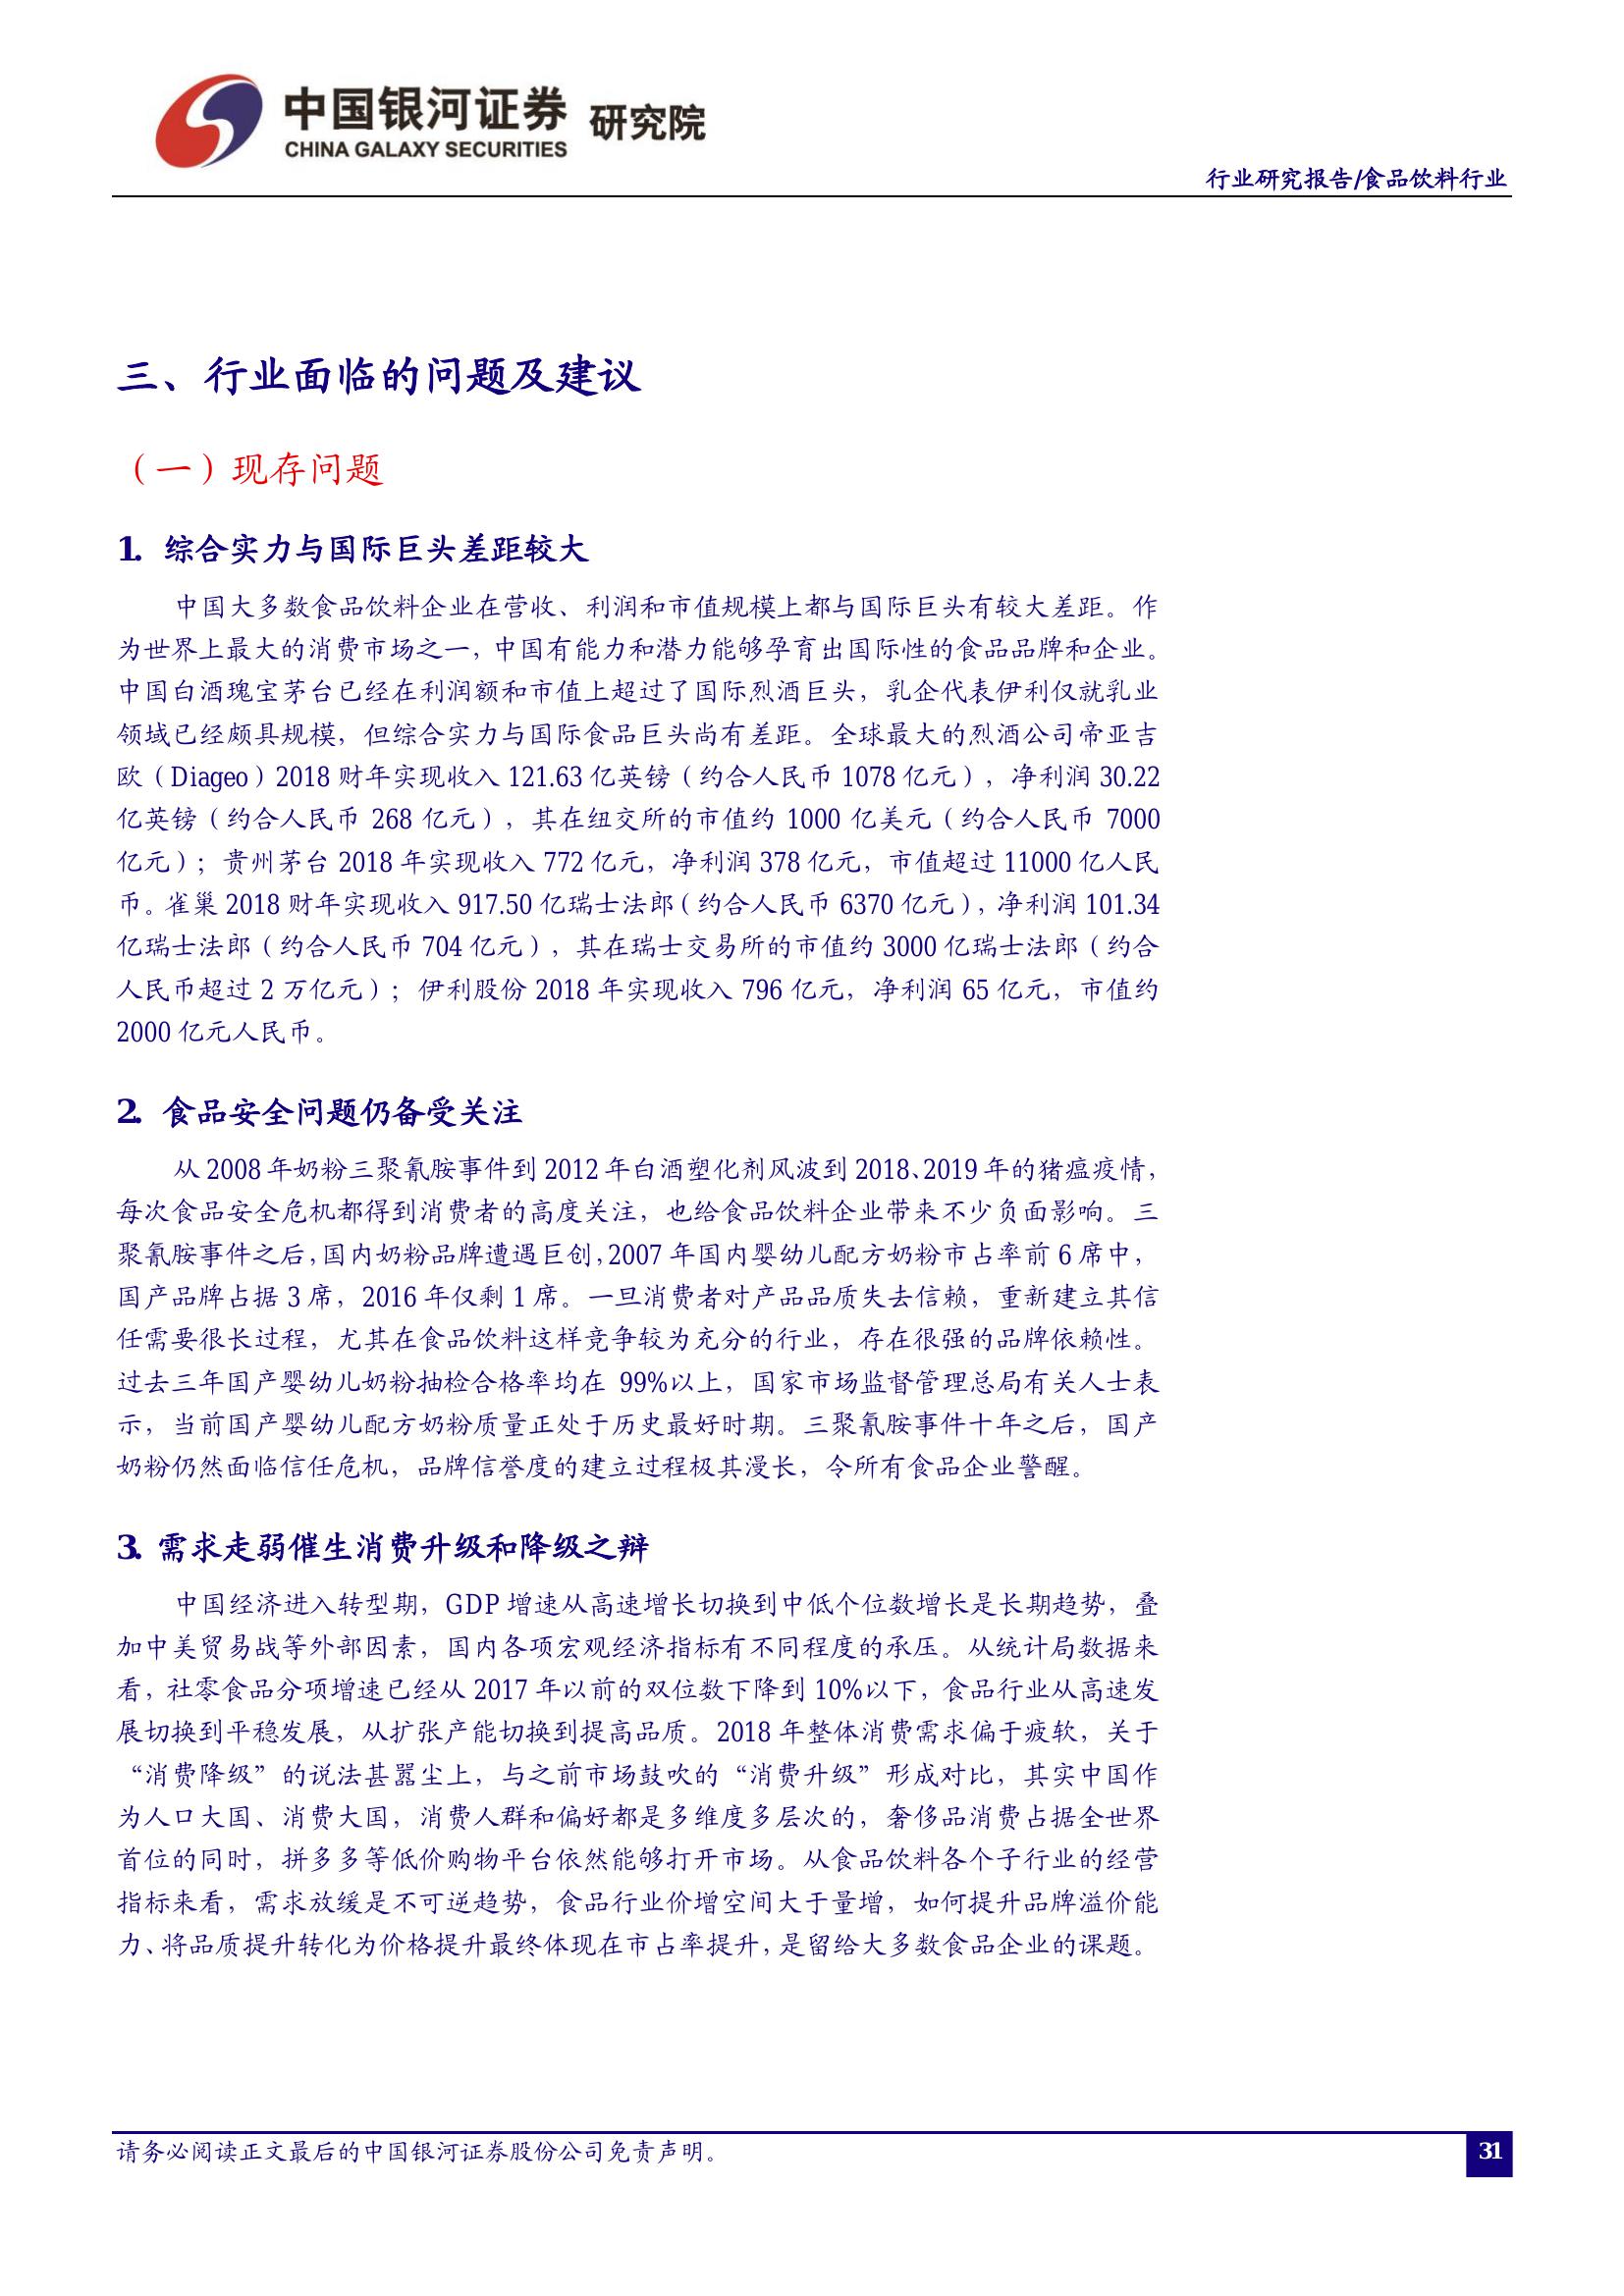 中国银河证券 研究院
CHINA GALAXY SECURITIES
行业研究报告/食品饮料行业
三、行业面临的问题及建议
（一）现存问题
1. 综合实力与国际巨头差距较大
中国大多数食品饮料企业在营收、利润和市值规模上都与国际巨头有较大差距。作
为世界上最大的消费市场之一，中国有能力和潜力能够孕育出国际性的食品品牌和企业。
中国白酒瑰宝茅台已经在利润额和市值上超过了国际烈酒巨头，乳企代表伊利仅就乳业
领域已经颇具规模，但综合实力与国际食品巨头尚有差距。全球最大的烈酒公司帝亚吉
欧（Diageo）2018 财年实现收入 121.63 亿英镑（约合人民币 1078 亿元），净利润 30.22
亿英镑（约合人民币 268 亿元），其在纽交所的市值约 1000 亿美元（约合人民币 7000
亿元）；贵州茅台 2018 年实现收入 772 亿元，净利润 378 亿元，市值超过 11000 亿人民
币。雀巢 2018 财年实现收入 917.50 亿瑞士法郎（约合人民币 6370 亿元），净利润 101.34
亿瑞士法郎（约合人民币 704 亿元），其在瑞士交易所的市值约 3000 亿瑞士法郎（约合
人民币超过 2 万亿元）；伊利股份 2018 年实现收入 796 亿元，净利润 65 亿元，市值约
2000 亿元人民币。
2. 食品安全问题仍备受关注
从 2008 年奶粉三聚氰胺事件到 2012 年白酒塑化剂风波到 2018、2019 年的猪瘟疫情，
每次食品安全危机都得到消费者的高度关注，也给食品饮料企业带来不少负面影响。三
聚氰胺事件之后，国内奶粉品牌遭遇巨创，2007 年国内婴幼儿配方奶粉市占率前 6 席中，
国产品牌占据 3 席，2016 年仅剩 1 席。一旦消费者对产品品质失去信赖，重新建立其信
任需要很长过程，尤其在食品饮料这样竞争较为充分的行业，存在很强的品牌依赖性。
过去三年国产婴幼儿奶粉抽检合格率均在 99%以上，国家市场监督管理总局有关人士表
示，当前国产婴幼儿配方奶粉质量正处于历史最好时期。三聚氰胺事件十年之后，国产
奶粉仍然面临信任危机，品牌信誉度的建立过程极其漫长，令所有食品企业警醒。
3. 需求走弱催生消费升级和降级之辩
中国经济进入转型期，GDP 增速从高速增长切换到中低个位数增长是长期趋势，叠
加中美贸易战等外部因素，国内各项宏观经济指标有不同程度的承压。从统计局数据来
看，社零食品分项增速已经从 2017 年以前的双位数下降到 10%以下，食品行业从高速发
展切换到平稳发展，从扩张产能切换到提高品质。2018 年整体消费需求偏于疲软，关于
“消费降级”的说法甚嚣尘上，与之前市场鼓吹的“消费升级”形成对比，其实中国作
为人口大国、消费大国，消费人群和偏好都是多维度多层次的，奢侈品消费占据全世界
首位的同时，拼多多等低价购物平台依然能够打开市场。从食品饮料各个子行业的经营
指标来看，需求放缓是不可逆趋势，食品行业价增空间大于量增，如何提升品牌溢价能
力、将品质提升转化为价格提升最终体现在市占率提升，是留给大多数食品企业的课题。
请务必阅读正文最后的中国银河证券股份公司免责声明。
31